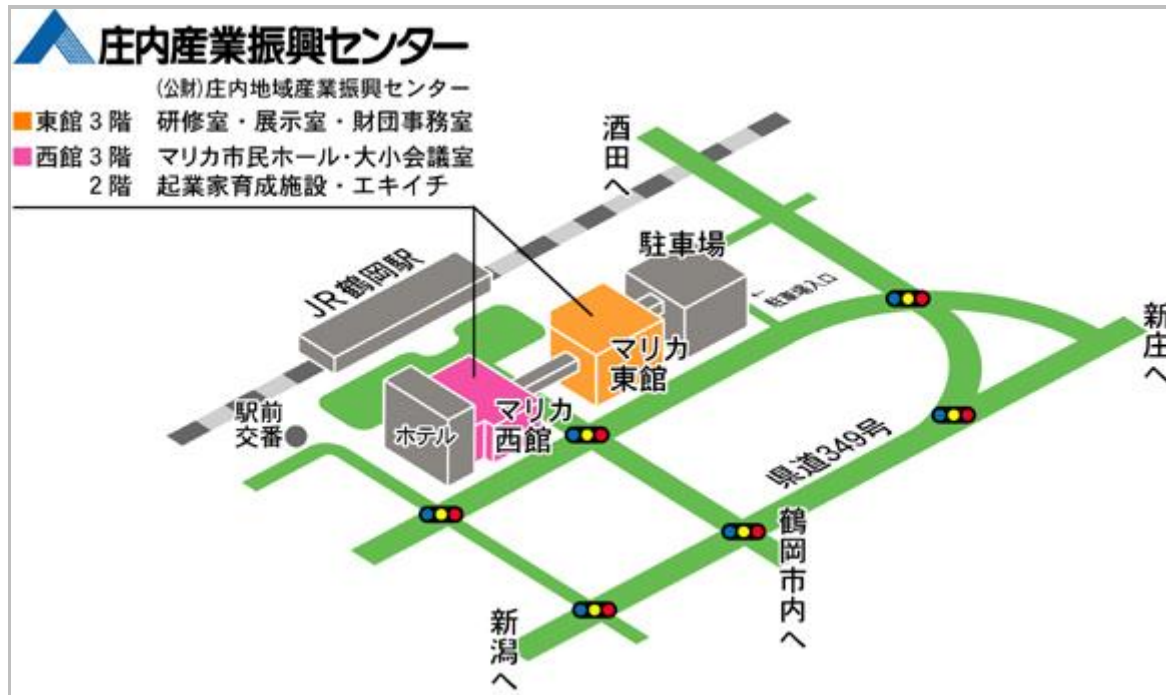 庄内産業振興センター
(公財)庄内地域産業振興センター
東館3階 研修室・展示室・財団事務室
西館3階 マリカ市民ホール・大小会議室
2階 起業家育成施設・エキイチ
酒田へ
駐車場
JR鶴岡駅
←駐車場入口
新庄へ
マリカ
東館
マリカ
西館
駅前
交番
ホテル
県道349号
鶴岡市内へ
新潟へ